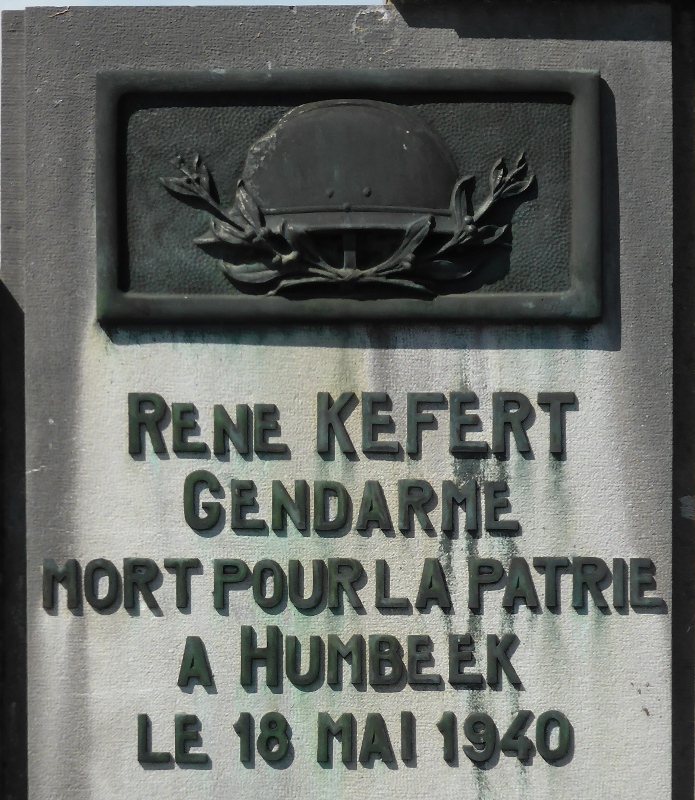 RENE KEFERT
GENDARME
MORT POUR LA PATRIE
A HUMBEEK
LE 18 MAI 1940